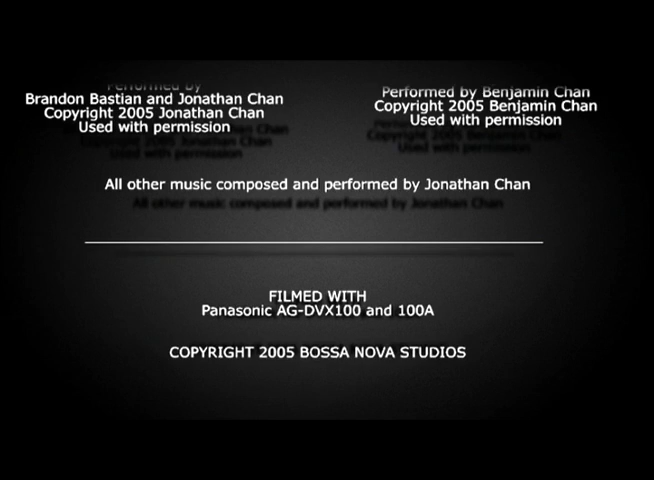 Performed by
Brandon Bastian and Jonathan Chan
Copyright 2005 Jonathan Chan
Used with permission
Performed by Benjamin Chan
Copyright 2005 Benjamin Chan
Used with permission
All other music composed and performed by Jonathan Chan
FILMED WITH
Panasonic AG-DVX100 and 100A
COPYRIGHT 2005 BOSSA NOVA STUDIOS